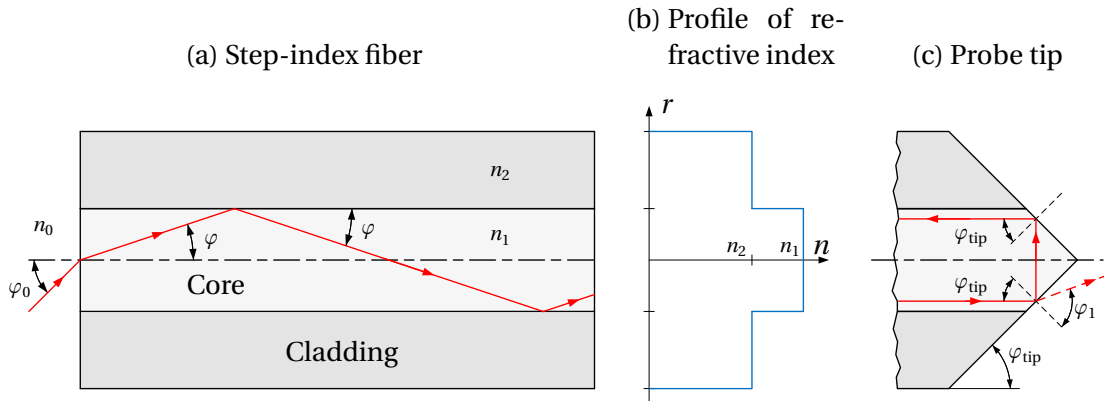 (a) Step-index fiber
(b) Profile of re-
fractive index
(c) Probe tip
n₂
n₀
φ
φ
n₁
φ₀
Core
Cladding
r
n₂
n₁
n
φtip
φtip
φ₁
φtip